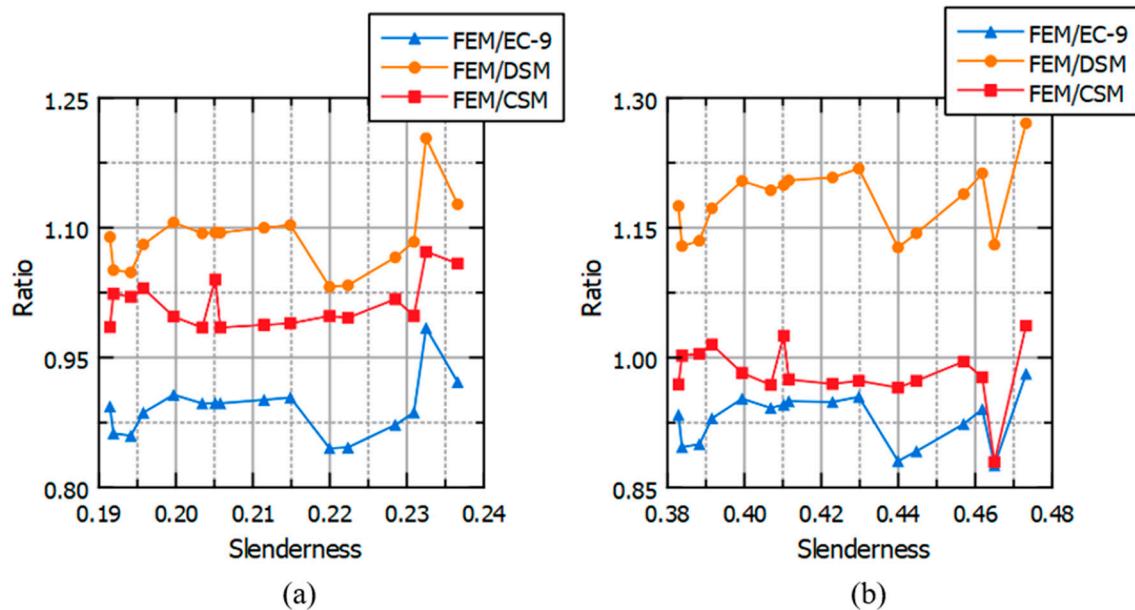 FEM/EC-9
FEM/DSM
FEM/CSM
1.25
1.10
0.95
0.80
Ratio
0.19 0.20 0.21 0.22 0.23 0.24
Slenderness
(a)
FEM/EC-9
FEM/DSM
FEM/CSM
1.30
1.15
1.00
0.85
Ratio
0.38 0.40 0.42 0.44 0.46 0.48
Slenderness
(b)